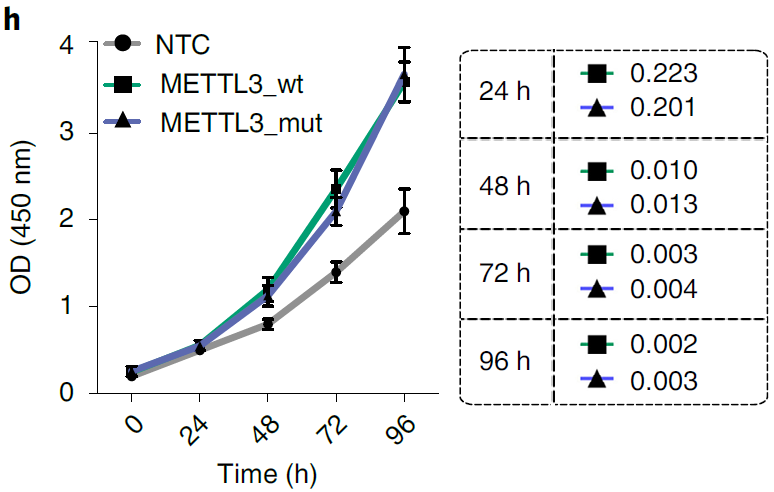 h
OD (450 nm)
4
3
2
1
0
NTC
METTL3_wt
METTL3_mut
0 24 48 72 96
Time (h)
24 h
0.223
0.201
48 h
0.010
0.013
72 h
0.003
0.004
96 h
0.002
0.003